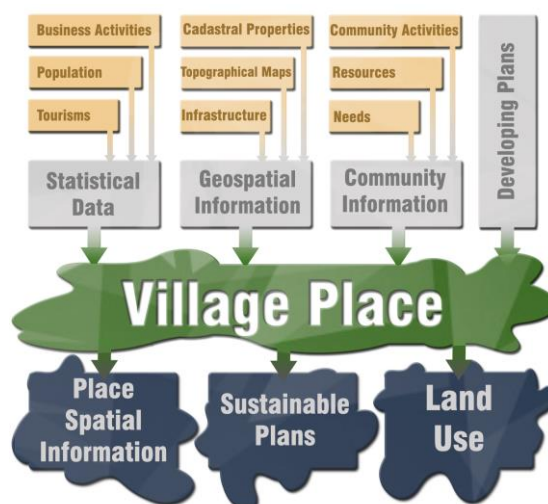 Business Activities
Population
Tourisms
Statistical
Data
Cadastral Properties
Topographical Maps
Infrastructure
Geospatial
Information
Community Activities
Resources
Needs
Community
Information
Developing Plans
Village Place
Place
Spatial
Information
Sustainable
Plans
Land
Use